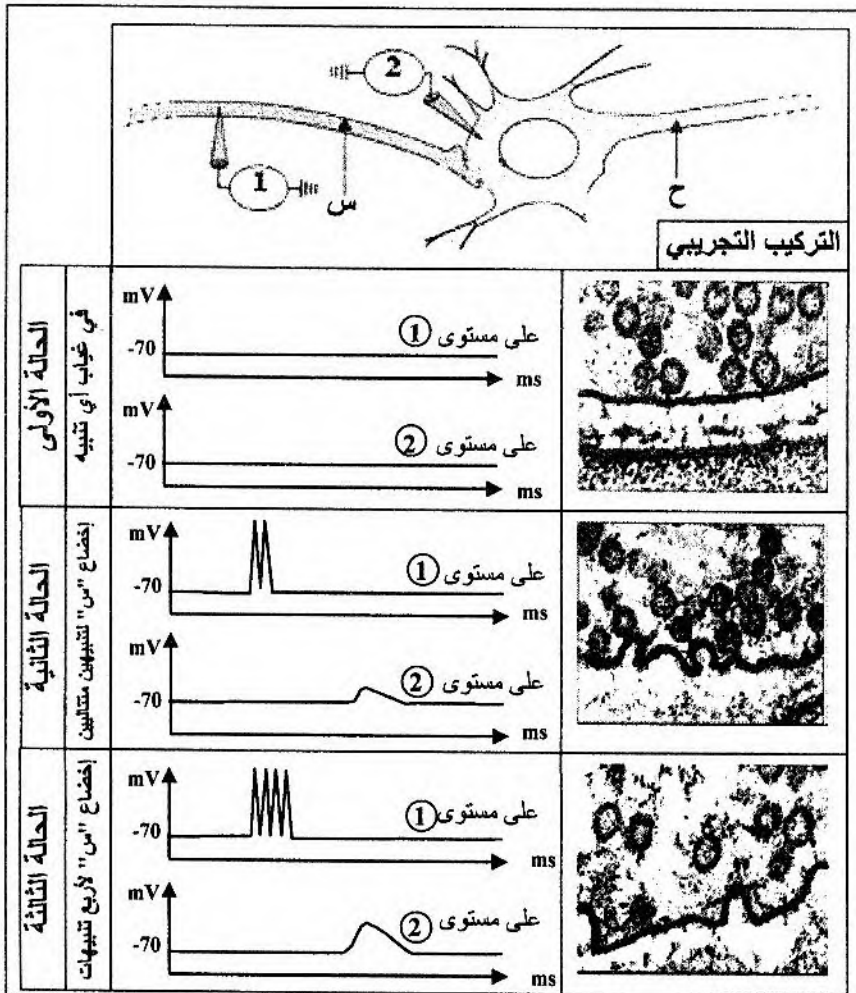 2
1
س
ح
التركيب التجريبي
الحالة الأولى
في غياب أي تنبيه
mV
-70
على مستوى ①
ms
mV
-70
على مستوى ②
ms
الحالة الثانية
إخضاع "س" لتنبيهين متتاليين
mV
-70
على مستوى ①
ms
mV
-70
على مستوى ②
ms
الحالة الثالثة
إخضاع "س" لأربع تنبيهات
mV
-70
على مستوى ①
ms
mV
-70
على مستوى ②
ms